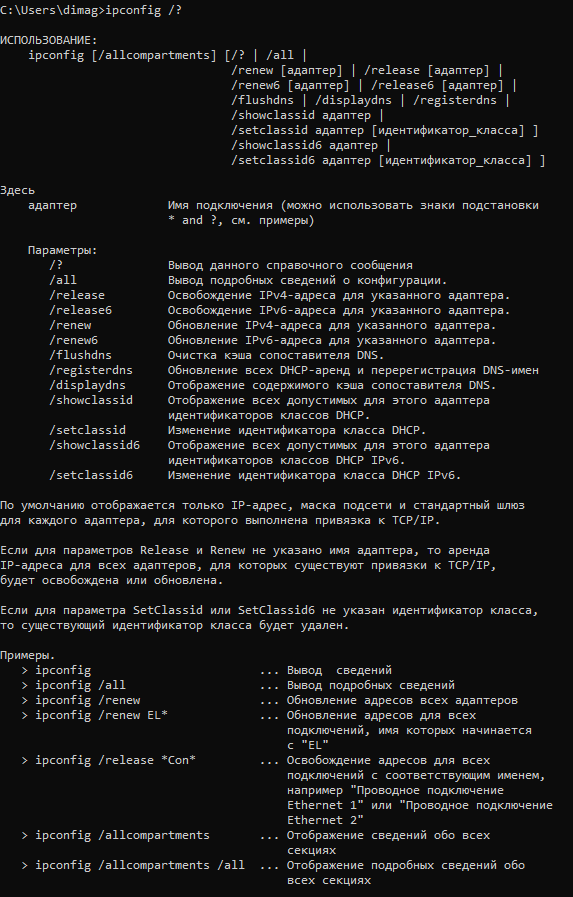 C:\Users\dimag>ipconfig /?
ИСПОЛЬЗОВАНИЕ:
ipconfig [/allcompartments] [/? | /all |
/renew [адаптер] | /release [адаптер] |
/renew6 [адаптер] | /release6 [адаптер] |
/flushdns | /displaydns | /registerdns |
/showclassid адаптер |
/setclassid адаптер [идентификатор_класса] ]
/showclassid6 адаптер |
/setclassid6 адаптер [идентификатор_класса] ]
Здесь
адаптер Имя подключения (можно использовать знаки подстановки
* and ?, см. примеры)
Параметры:
/? Вывод данного справочного сообщения
/all Вывод подробных сведений о конфигурации.
/release Освобождение IPv4-адреса для указанного адаптера.
/release6 Освобождение IPv6-адреса для указанного адаптера.
/renew Обновление IPv4-адреса для указанного адаптера.
/renew6 Обновление IPv6-адреса для указанного адаптера.
/flushdns Очистка кэша сопоставителя DNS.
/registerdns Обновление всех DHCP-аренд и перерегистрация DNS-имен
/displaydns Отображение содержимого кэша сопоставителя DNS.
/showclassid Отображение всех допустимых для этого адаптера
идентификаторов классов DHCP.
/setclassid Изменение идентификатора класса DHCP.
/showclassid6 Отображение всех допустимых для этого адаптера
идентификаторов классов DHCP IPv6.
/setclassid6 Изменение идентификатора класса DHCP IPv6.
По умолчанию отображается только IP-адрес, маска подсети и стандартный шлюз
для каждого адаптера, для которого выполнена привязка к TCP/IP.
Если для параметров Release и Renew не указано имя адаптера, то аренда
IP-адреса для всех адаптеров, для которых существуют привязки к TCP/IP,
будет освобождена или обновлена.
Если для параметра SetClassid или SetClassid6 не указан идентификатор класса,
то существующий идентификатор класса будет удален.
Примеры.
> ipconfig ... Вывод  сведений
> ipconfig /all ... Вывод подробных сведений
> ipconfig /renew ... Обновление адресов всех адаптеров
> ipconfig /renew EL* ... Обновление адресов для всех
подключений, имя которых начинается
с "EL"
> ipconfig /release *Con* ... Освобождение адресов для всех
подключений с соответствующим именем,
например "Проводное подключение
Ethernet 1" или "Проводное подключение
Ethernet 2"
> ipconfig /allcompartments ... Отображение сведений обо всех
секциях
> ipconfig /allcompartments /all ... Отображение подробных сведений обо
всех секциях